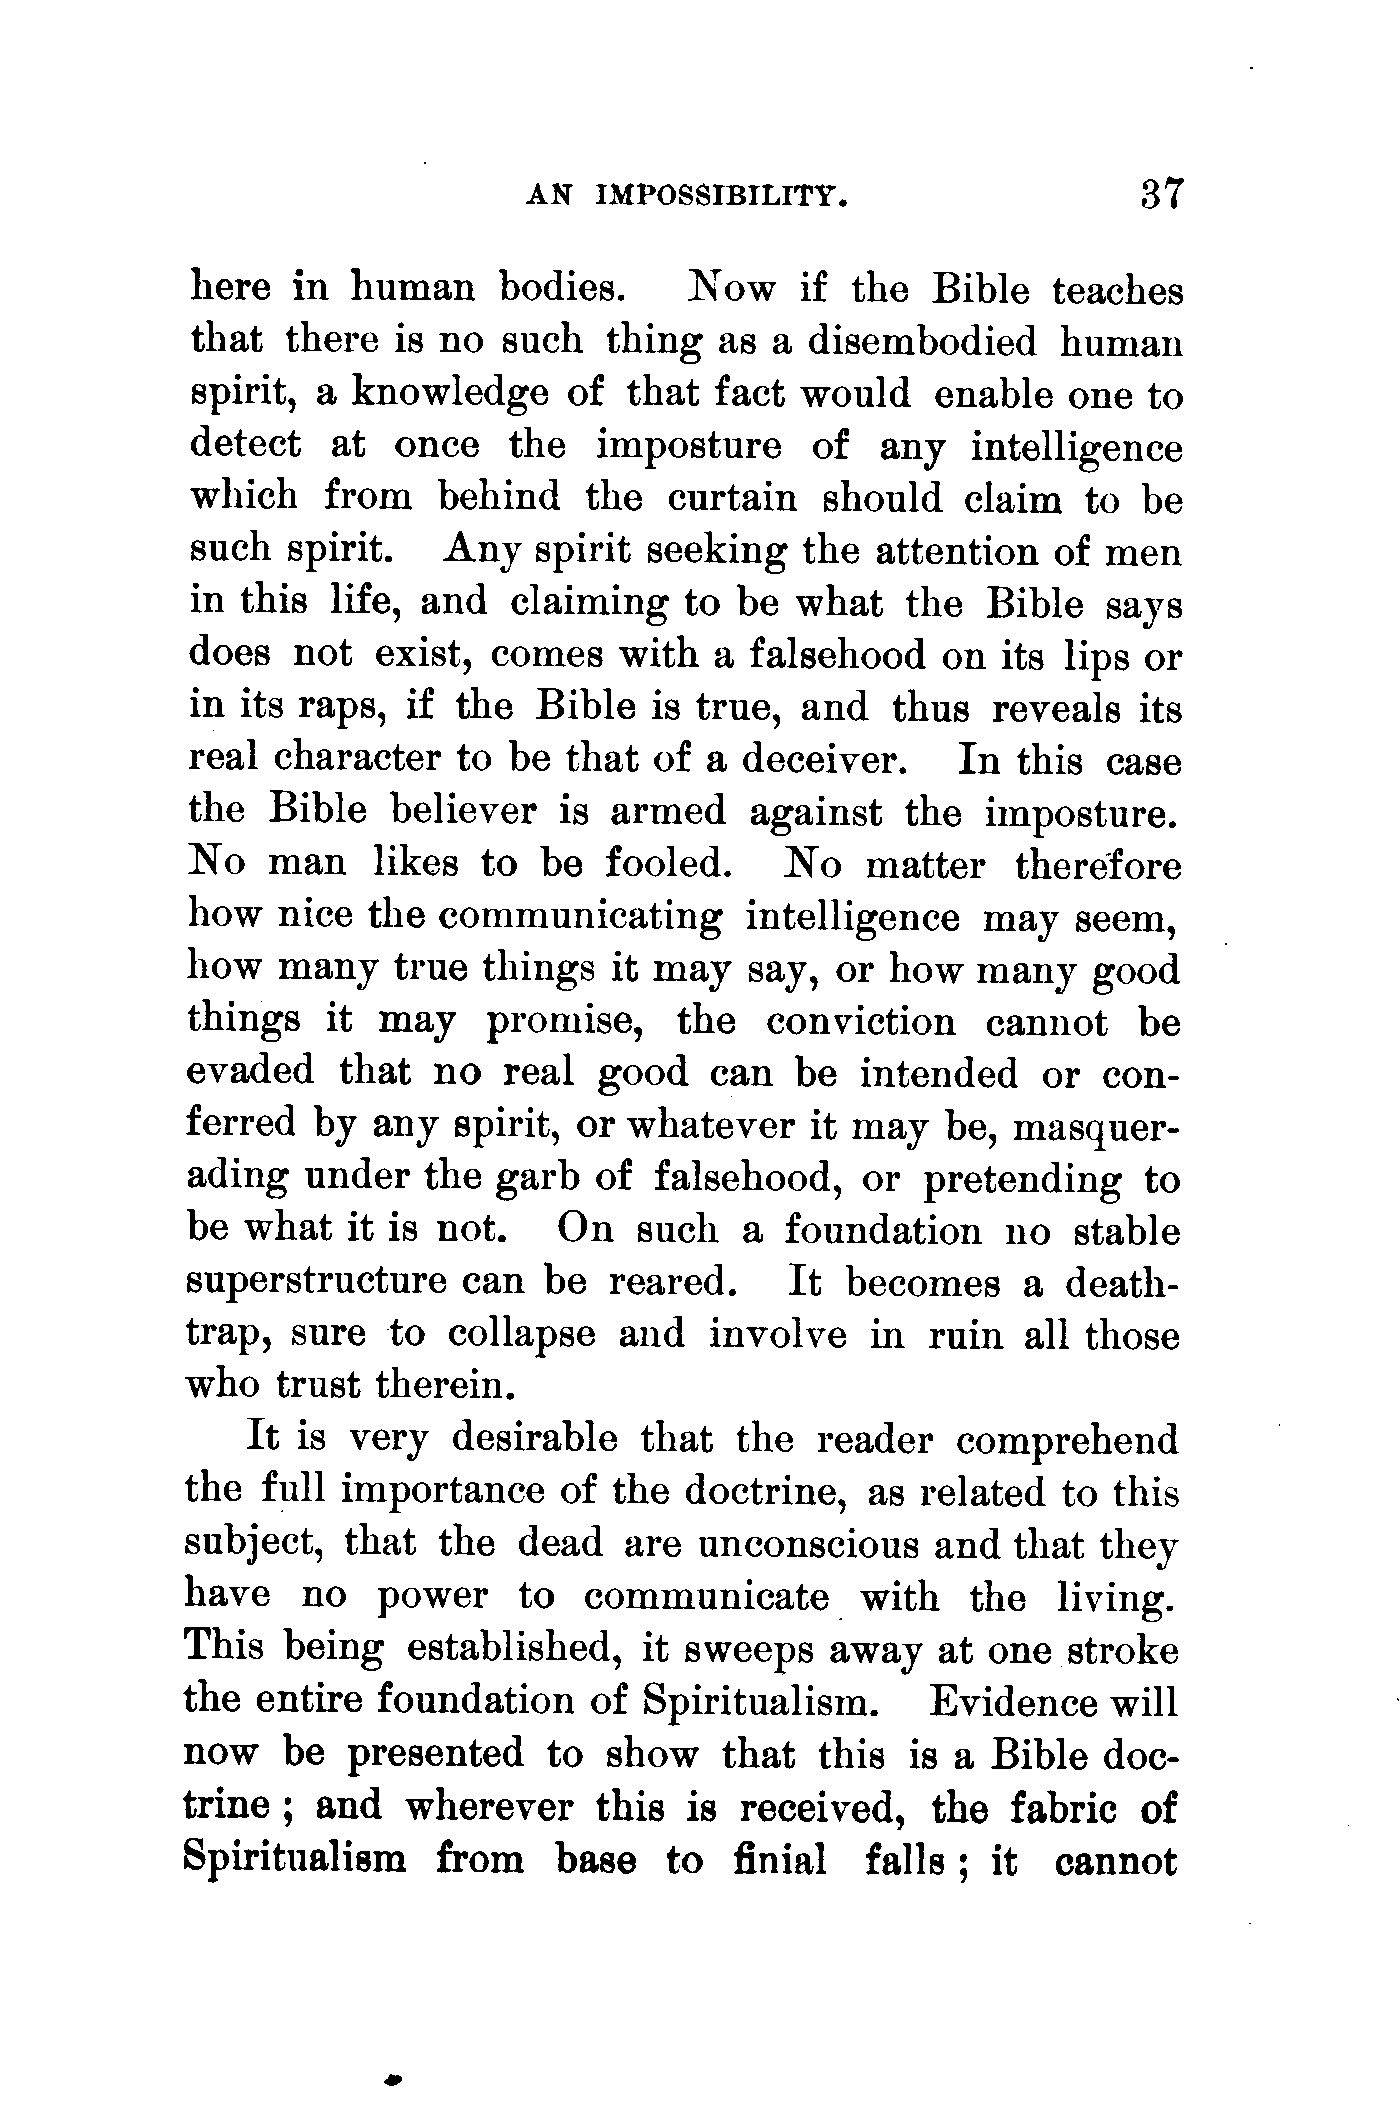 AN IMPOSSIBILITY. 37
here in human bodies. Now if the Bible teaches
that there is no such thing as a disembodied human
spirit, a knowledge of that fact would enable one to
detect at once the imposture of any intelligence
which from behind the curtain should claim to be
such spirit. Any spirit seeking the attention of men
in this life, and claiming to be what the Bible says
does not exist, comes with a falsehood on its lips or
in its raps, if the Bible is true, and thus reveals its
real character to be that of a deceiver. In this case
the Bible believer is armed against the imposture.
No man likes to be fooled. No matter therefore
how nice the communicating intelligence may seem,
how many true things it may say, or how many good
things it may promise, the conviction cannot be
evaded that no real good can be intended or con-
ferred by any spirit, or whatever it may be, masquer-
ading under the garb of falsehood, or pretending to
be what it is not. On such a foundation no stable
superstructure can be reared. It becomes a death-
trap, sure to collapse and involve in ruin all those
who trust therein.
It is very desirable that the reader comprehend
the full importance of the doctrine, as related to this
subject, that the dead are unconscious and that they
have no power to communicate with the living.
This being established, it sweeps away at one stroke
the entire foundation of Spiritualism. Evidence will
now be presented to show that this is a Bible doc-
trine ; and wherever this is received, the fabric of
Spiritualism from base to finial falls ; it cannot